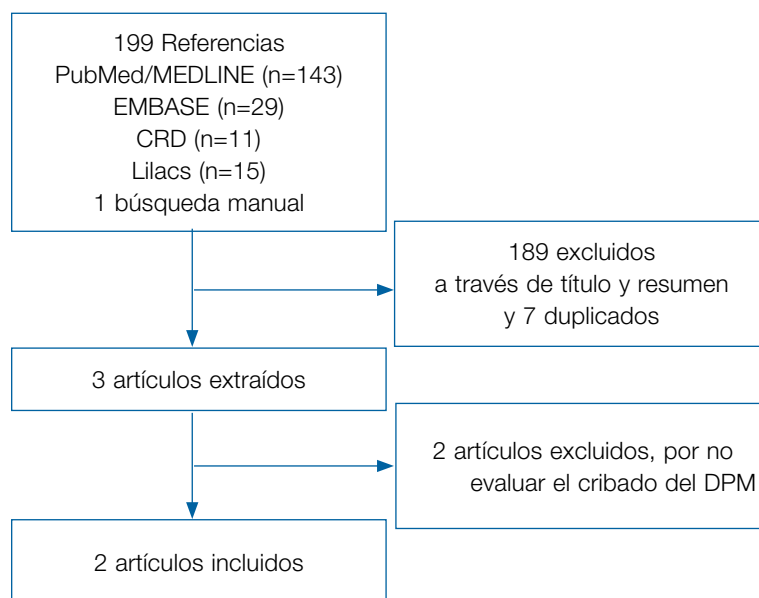 199 Referencias
PubMed/MEDLINE (n=143)
EMBASE (n=29)
CRD (n=11)
Lilacs (n=15)
1 búsqueda manual
189 excluidos
a través de título y resumen
y 7 duplicados
3 artículos extraídos
2 artículos excluidos, por no
evaluar el cribado del DPM
2 artículos incluidos